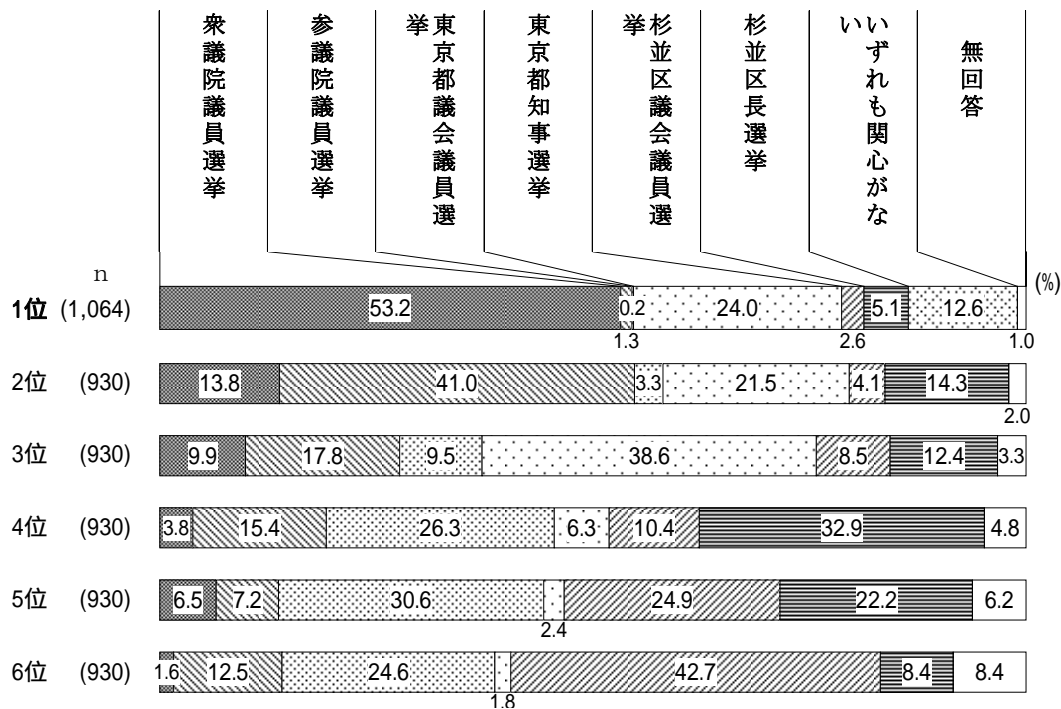 衆議院議員選挙
参議院議員選挙
東京都議会議員選
挙
東京都知事選挙
杉並区議会議員選
挙
杉並区長選挙
いずれも関心がな
い
無回答
n
(%)
1位 (1,064) 53.2 0.2 24.0 5.1 12.6
1.3 2.6 1.0
2位 (930) 13.8 41.0 3.3 21.5 4.1 14.3
2.0
3位 (930) 9.9 17.8 9.5 38.6 8.5 12.4 3.3
4位 (930) 3.8 15.4 26.3 6.3 10.4 32.9 4.8
5位 (930) 6.5 7.2 30.6 24.9 22.2 6.2
2.4
6位 (930) 1.6 12.5 24.6 42.7 8.4 8.4
1.8